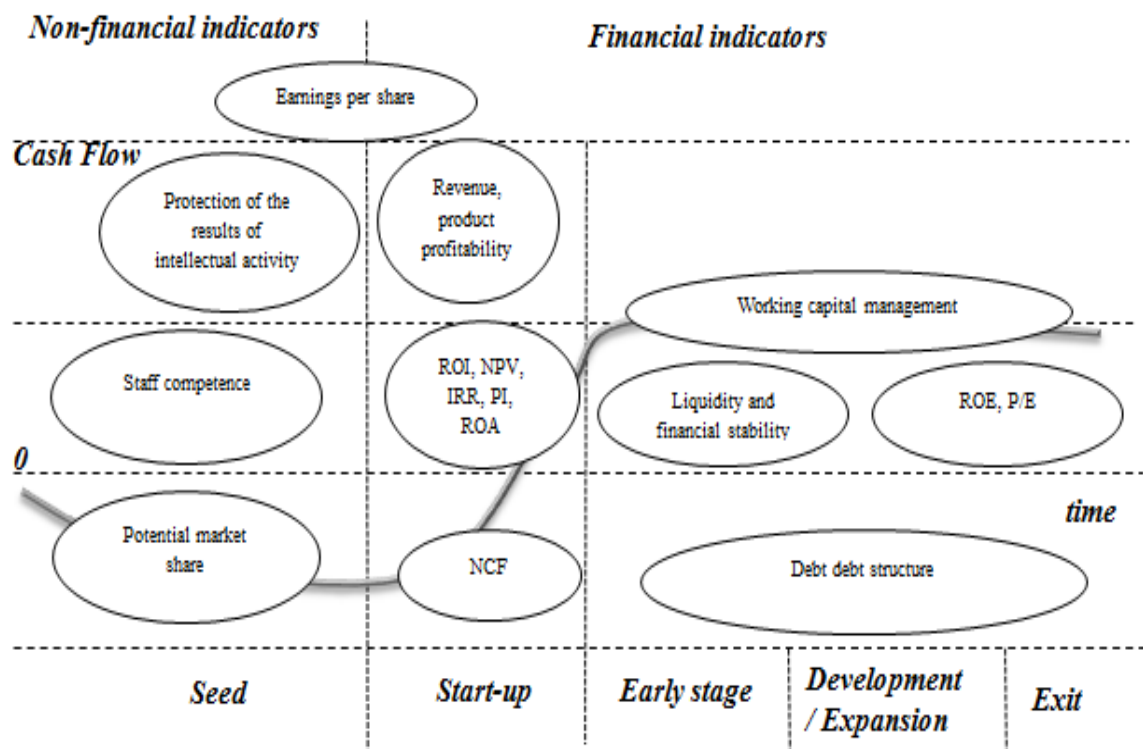 Non-financial indicators
Financial indicators
Earnings per share
Cash Flow
Protection of the
results of
intellectual activity
Revenue,
product
profitability
Working capital management
Staff competence
ROI, NPV,
IRR, PI,
ROA
Liquidity and
financial stability
ROE, P/E
0
time
Potential market
share
NCF
Debt debt structure
Seed
Start-up
Early stage
Development
/ Expansion
Exit